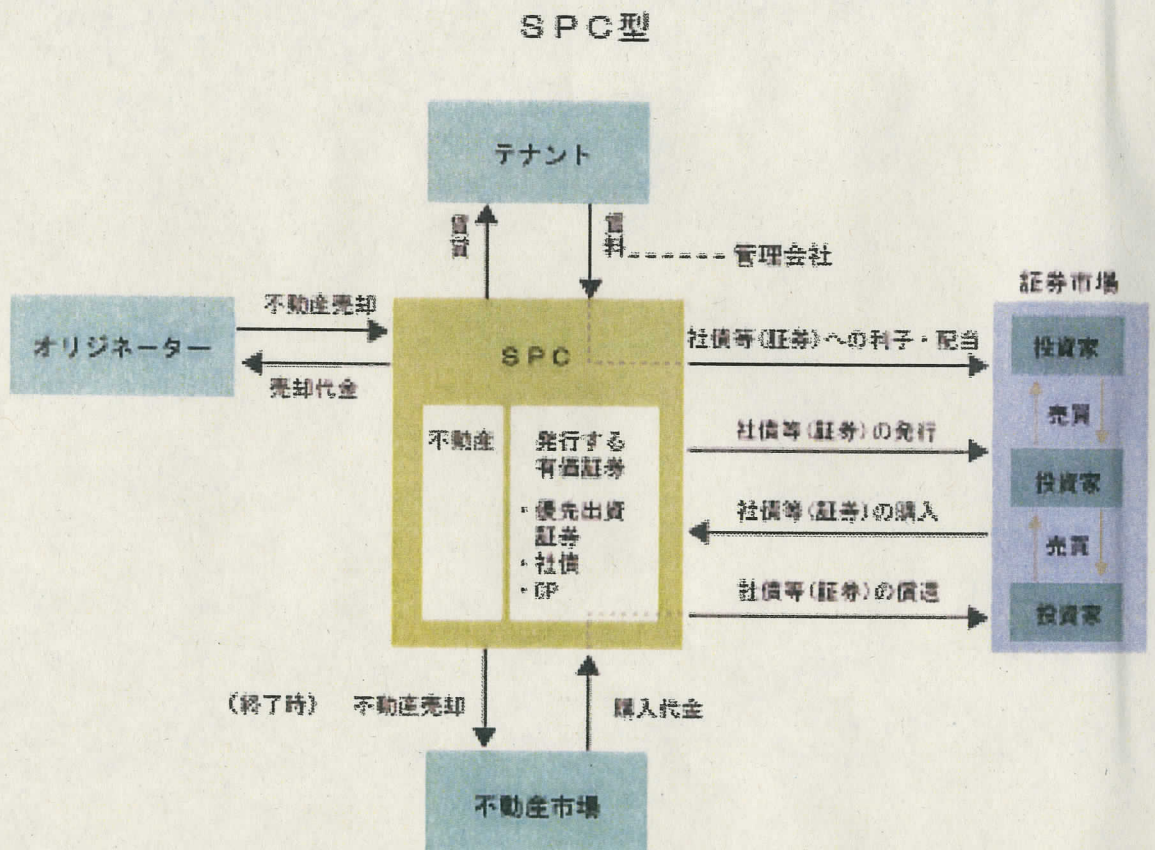 SPC型
テナント
賃貸
賃料
管理会社
証券市場
オリジネーター
不動産売却
売却代金
SPC
社債等(証券)への利子・配当
投資家
売買
不動産
発行する
有価証券
・優先出資
証券
・社債
・CP
社債等(証券)の発行
投資家
社債等(証券)の購入
売買
社債等(証券)の償還
投資家
(終了時) 不動産売却
購入代金
不動産市場